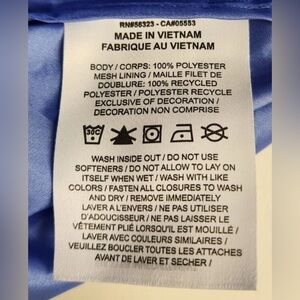 RN#56323 - CA#05553
MADE IN VIETNAM
FABRIQUE AU VIETNAM
BODY / CORPS: 100% POLYESTER
MESH LINING / MAILLE FILET DE
DOUBLURE: 100% RECYCLED
POLYESTER / POLYESTER RECYCLÉ
EXCLUSIVE OF DECORATION /
DECORATION NON COMPRISE
30C
WASH INSIDE OUT / DO NOT USE
SOFTENERS / DO NOT ALLOW TO LAY ON
ITSELF WHEN WET / WASH WITH LIKE
COLORS / FASTEN ALL CLOSURES TO WASH
AND DRY / REMOVE IMMEDIATELY
LAVER A L'ENVERS / NE PAS UTILISER
D'ADOUCISSEUR / NE PAS LAISSER LE
VÊTEMENT PLIÉ LORSQU'IL EST MOUILLÉ /
LAVER AVEC COULEURS SIMILAIRES /
VEUILLEZ BOUCLER TOUTES LES ATTACHES
AVANT DE LAVER ET SECHER /